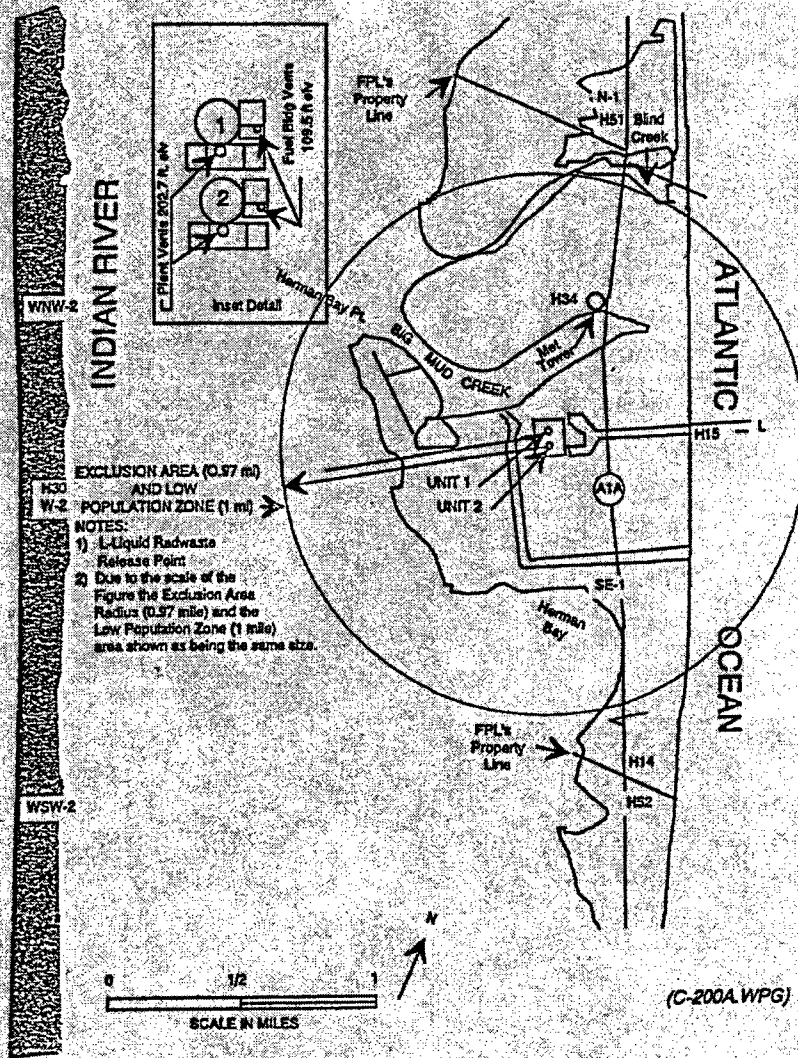 FPL's
Property
Line
N-1
H51
Blind
Creek
Plant Vents 202.7 ft. elv
Fuel Bldg Vents
109.5 ft elv
1
2
Inset Detail
INDIAN RIVER
WNW-2
Herman Bay Pt.
BIG MUD CREEK
H34
Met
Tower
ATLANTIC
OCEAN
H15
L
UNIT 1
UNIT 2
A1A
EXCLUSION AREA (0.97 mi)
H30
AND LOW
W-2
POPULATION ZONE (1 mi)
NOTES:
1) L-Liquid Radwaste
Release Point
2) Due to the scale of the
Figure the Exclusion Area
Radius (0.97 mile) and the
Low Population Zone (1 mile)
area shown as being the same size.
SE-1
Herman
Bay
FPL's
Property
Line
H14
H52
WSW-2
N
0 1/2 1
SCALE IN MILES
(C-200A.WPG)